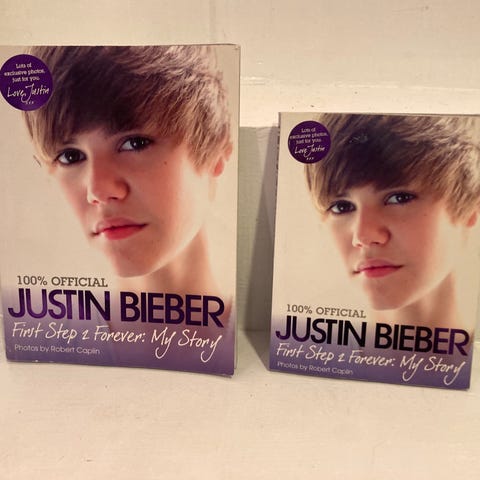 Lots of
exclusive photos,
just for you.
Love, Justin
xxx
100% OFFICIAL
JUSTIN BIEBER
First Step 2 Forever: My Story
Photos by Robert Caplin
Lots of
exclusive photos,
just for you.
Love, Justin
xxx
100% OFFICIAL
JUSTIN BIEBER
First Step 2 Forever: My Story
Photos by Robert Caplin